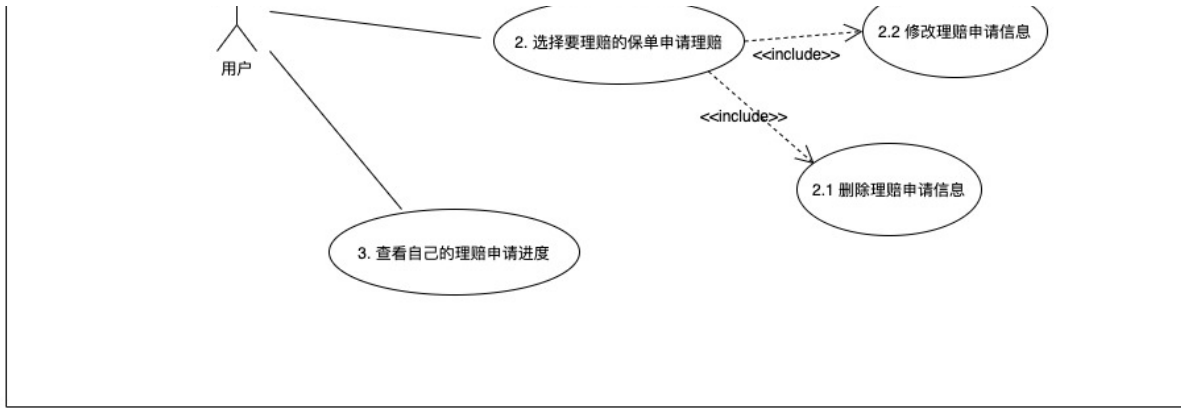 2. 选择要理赔的保单申请理赔
2.2 修改理赔申请信息
<<include>>
用户
<<include>>
2.1 删除理赔申请信息
3. 查看自己的理赔申请进度